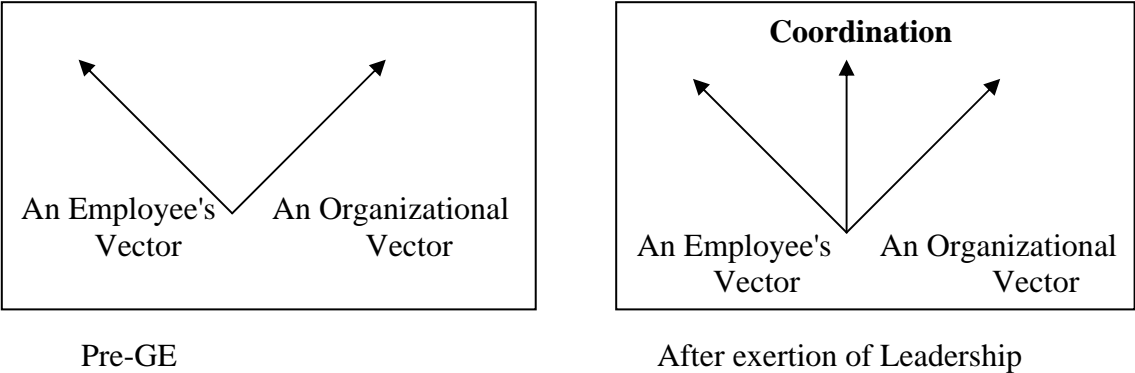 An Employee's
Vector
An Organizational
Vector
Pre-GE
Coordination
An Employee's
Vector
An Organizational
Vector
After exertion of Leadership